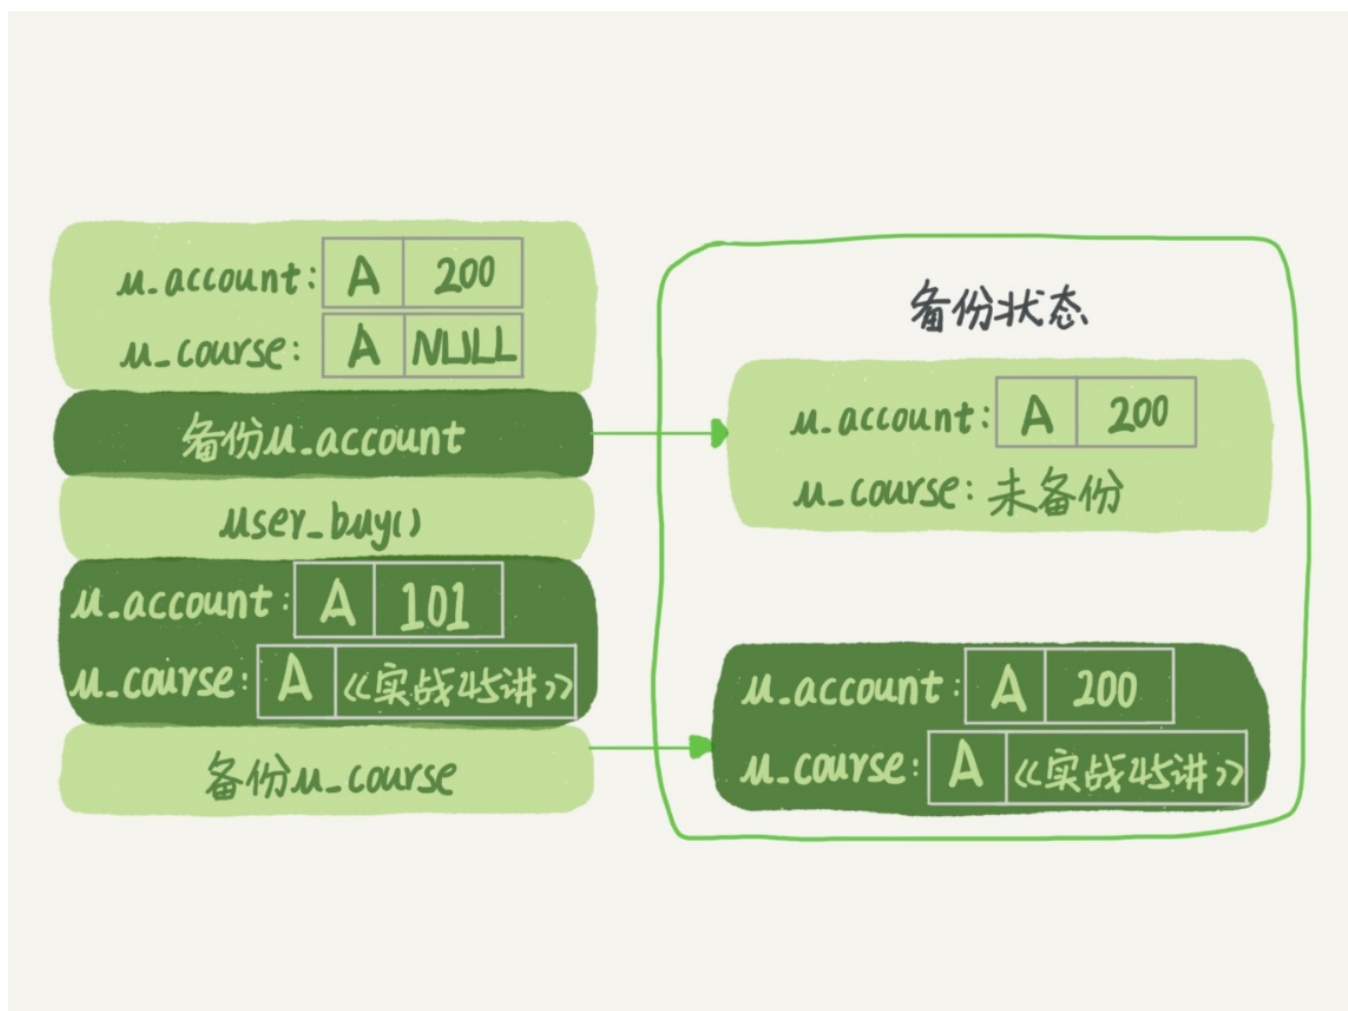 u_account: A 200
u_course: A NULL
备份u_account
user_buy()
u_account: A 101
u_course: A 《实战45讲》
备份u_course
备份状态
u_account: A 200
u_course: 未备份
u_account: A 200
u_course: A 《实战45讲》